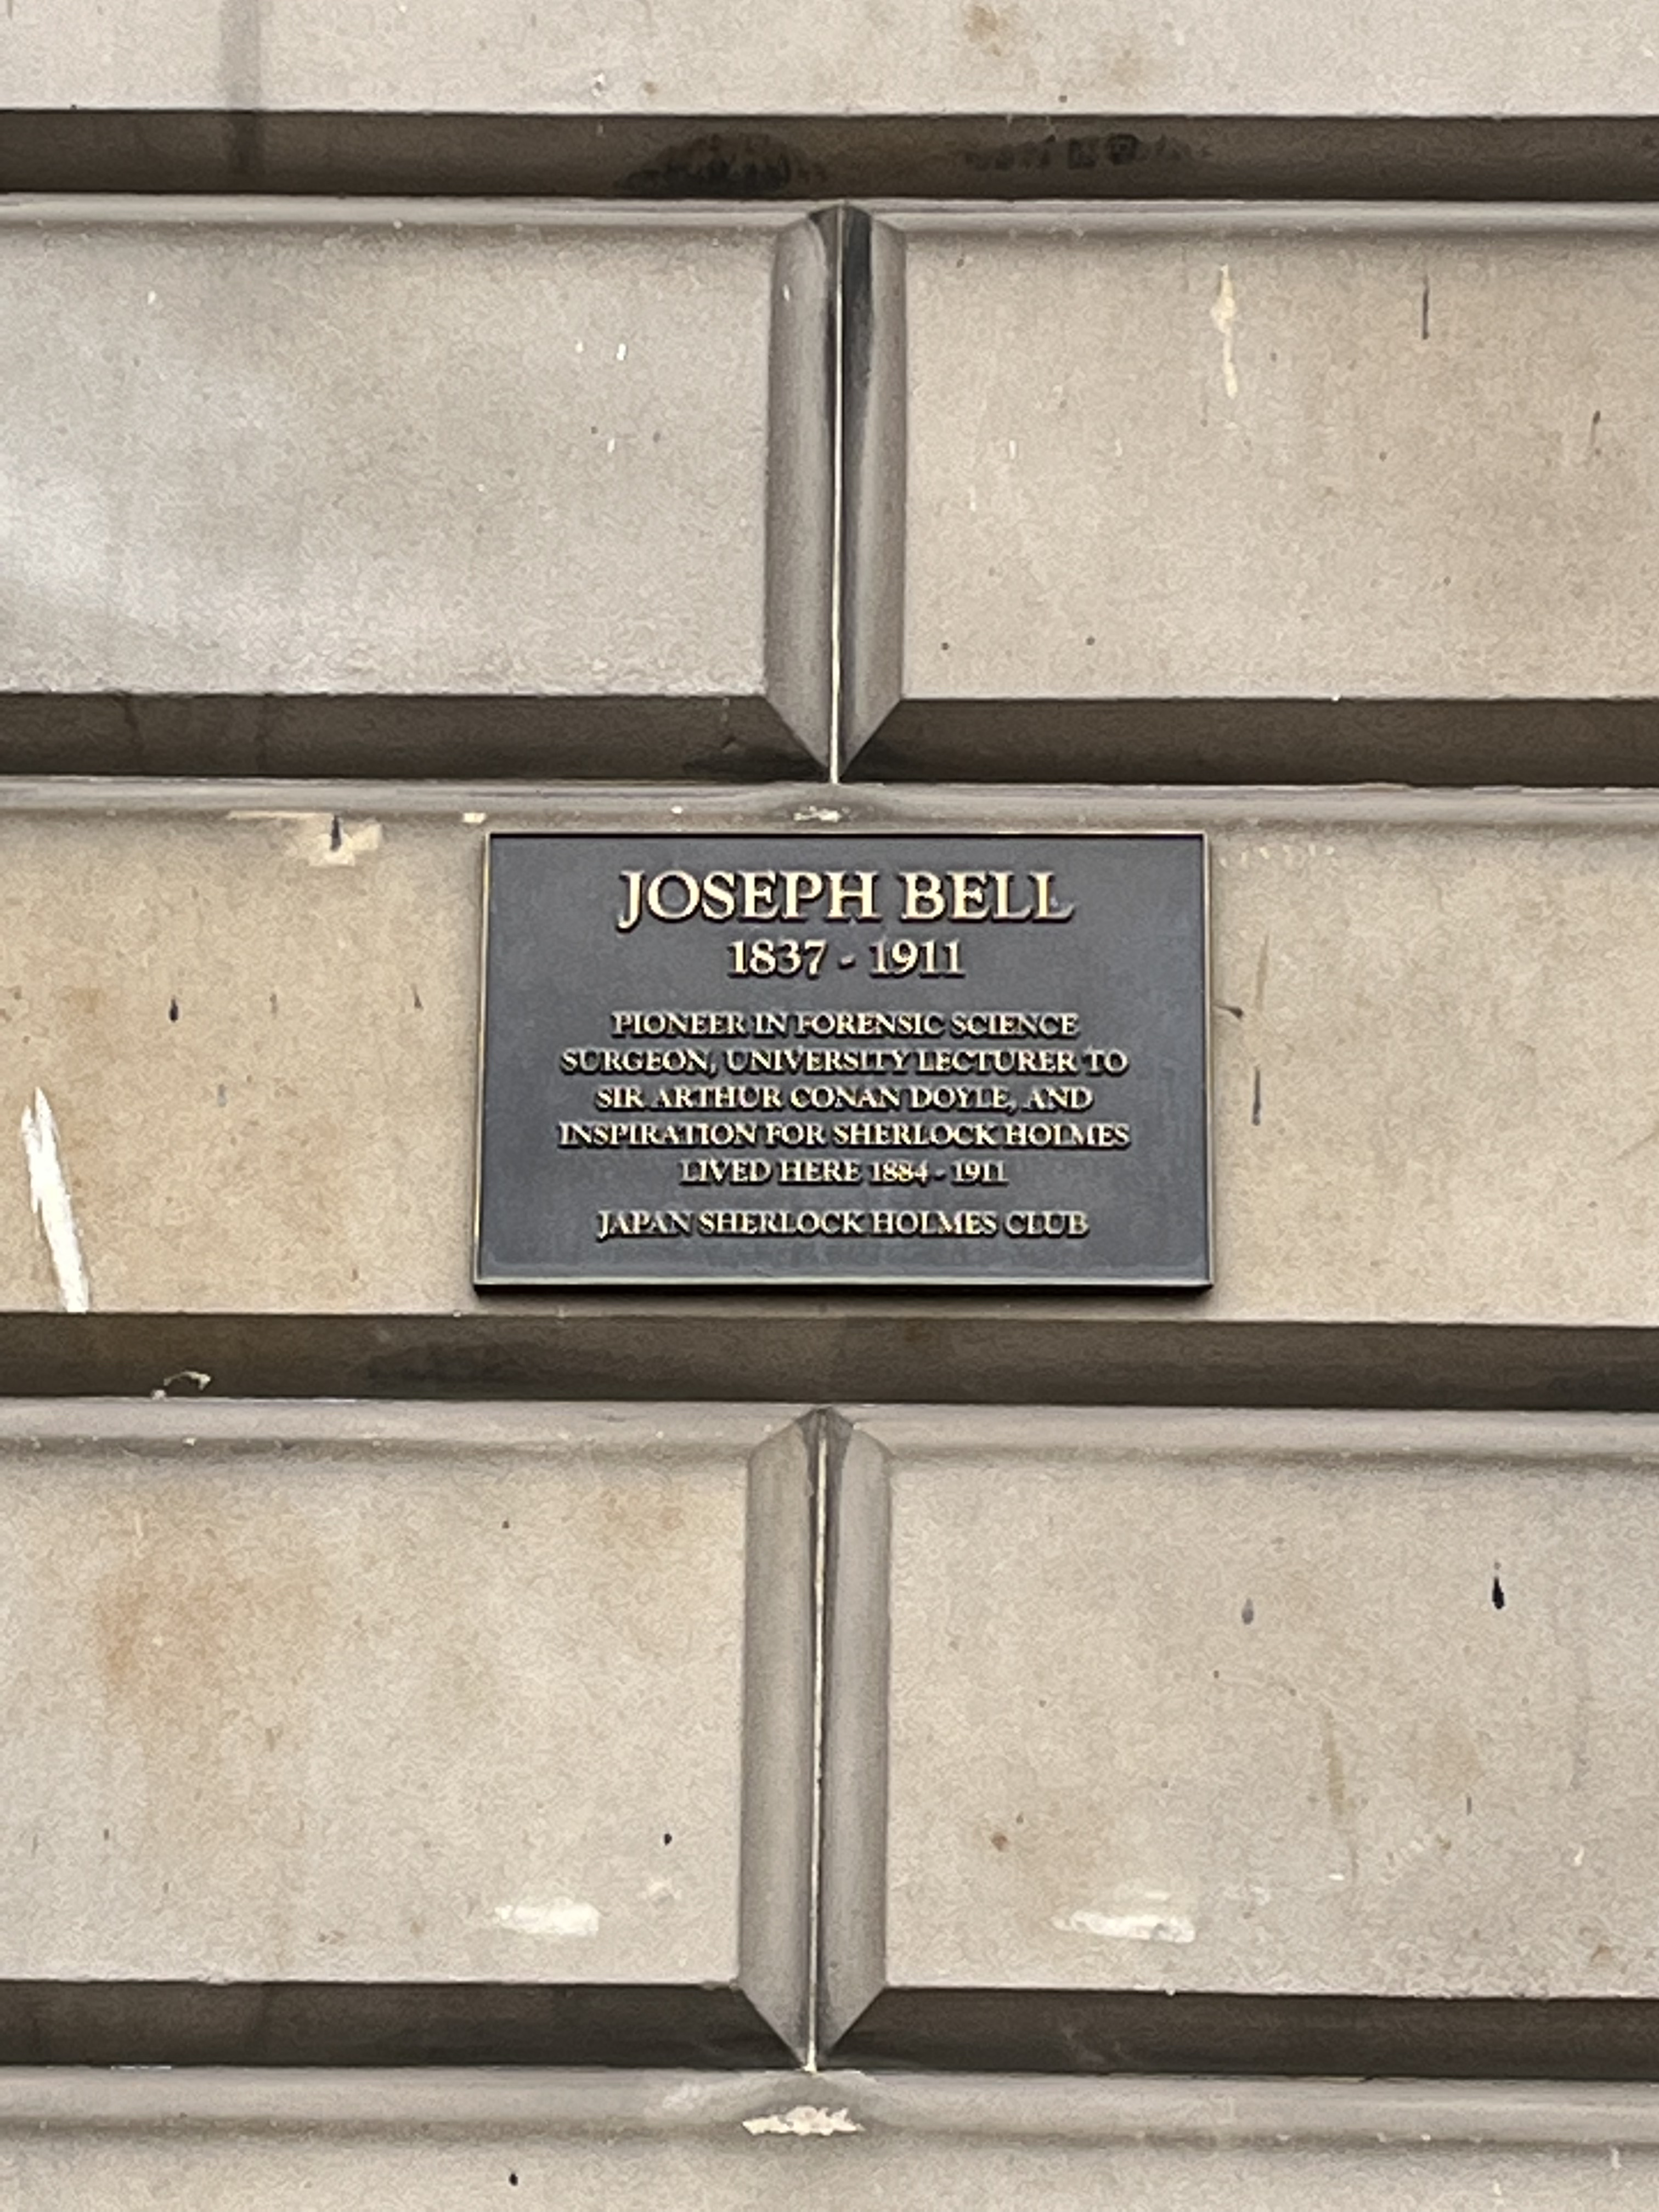 JOSEPH BELL
1837 - 1911
PIONEER IN FORENSIC SCIENCE
SURGEON, UNIVERSITY LECTURER TO
SIR ARTHUR CONAN DOYLE, AND
INSPIRATION FOR SHERLOCK HOLMES
LIVED HERE 1884 - 1911
JAPAN SHERLOCK HOLMES CLUB